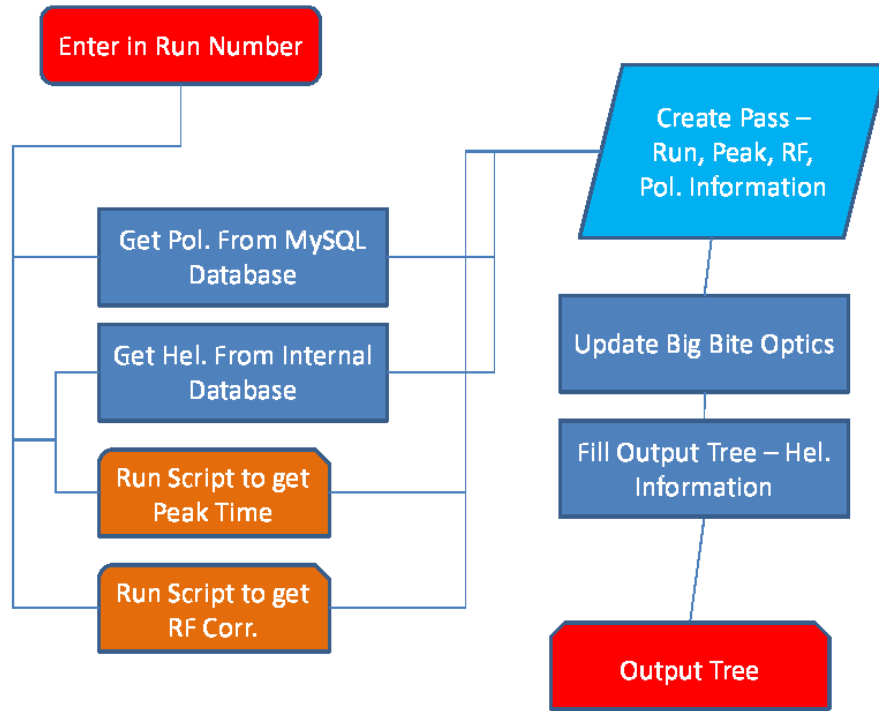 Enter in Run Number
Get Pol. From MySQL
Database
Get Hel. From Internal
Database
Run Script to get
Peak Time
Run Script to get
RF Corr.
Create Pass –
Run, Peak, RF,
Pol. Information
Update Big Bite Optics
Fill Output Tree – Hel.
Information
Output Tree